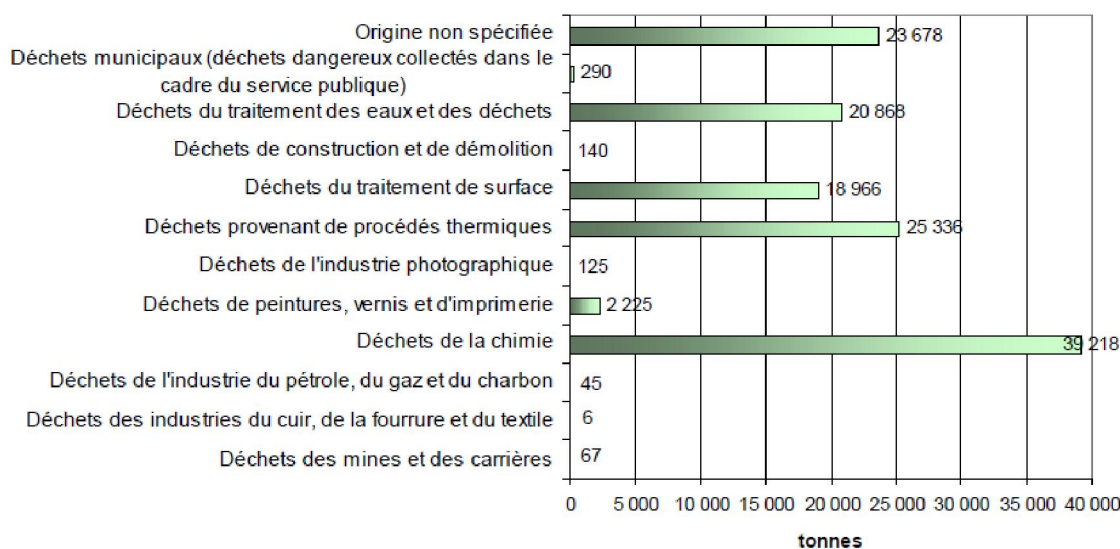 Origine non spécifiée
23 678
Déchets municipaux (déchets dangereux collectés dans le
cadre du service publique)
290
Déchets du traitement des eaux et des déchets
20 868
Déchets de construction et de démolition
140
Déchets du traitement de surface
18 966
Déchets provenant de procédés thermiques
25 336
Déchets de l'industrie photographique
125
Déchets de peintures, vernis et d'imprimerie
2 225
Déchets de la chimie
39 218
Déchets de l'industrie du pétrole, du gaz et du charbon
45
Déchets des industries du cuir, de la fourrure et du textile
6
Déchets des mines et des carrières
67
0 5 000 10 000 15 000 20 000 25 000 30 000 35 000 40 000
tonnes